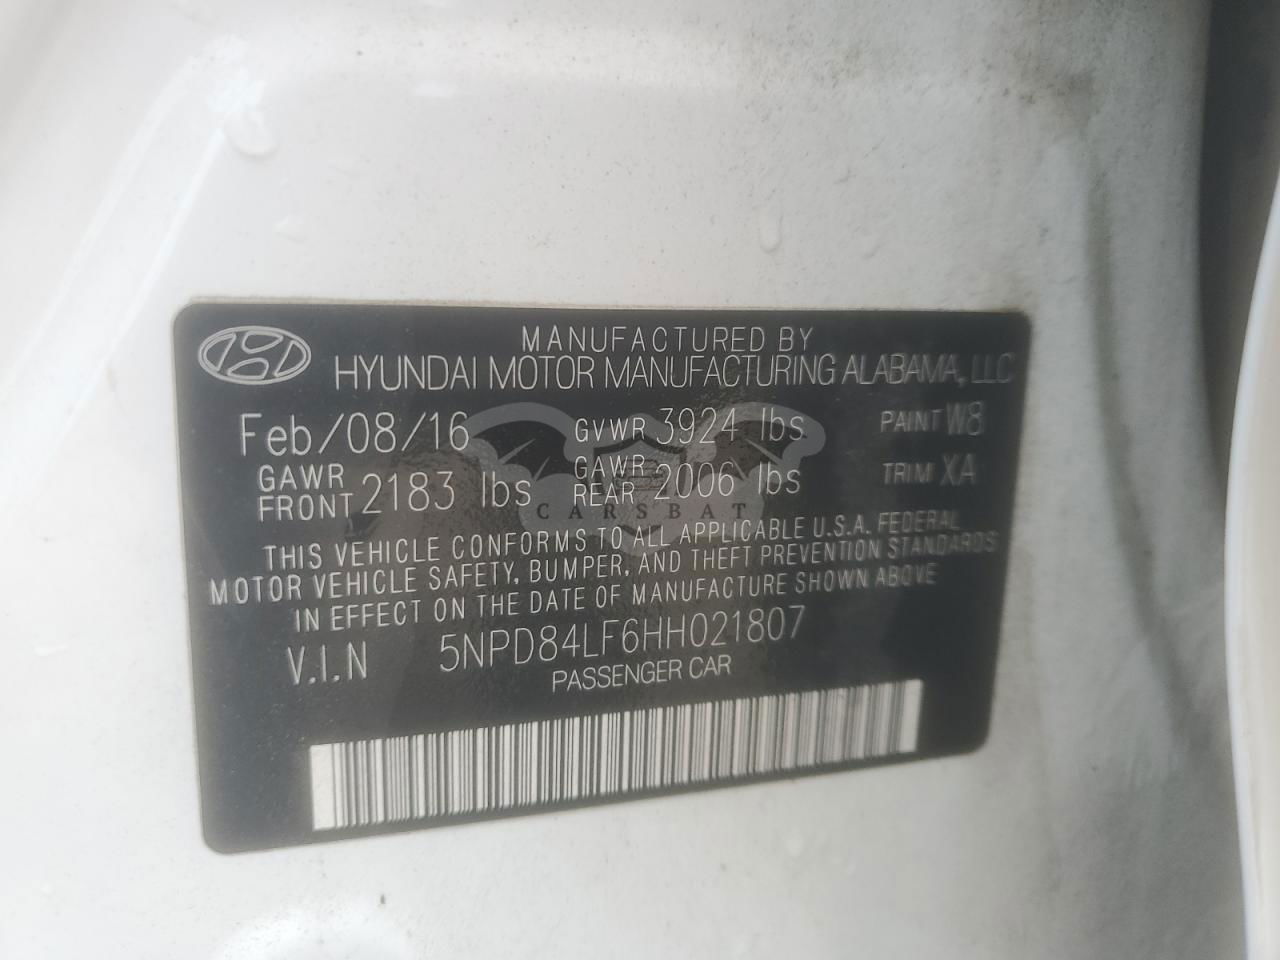 MANUFACTURED BY
HYUNDAI MOTOR MANUFACTURING ALABAMA, LLC
Feb/08/16 GVWR 3924 lbs PAINT W8
GAWR FRONT 2183 lbs GAWR REAR 2006 lbs TRIM XA
CARSBAT
THIS VEHICLE CONFORMS TO ALL APPLICABLE U.S.A. FEDERAL
MOTOR VEHICLE SAFETY, BUMPER, AND THEFT PREVENTION STANDARDS
IN EFFECT ON THE DATE OF MANUFACTURE SHOWN ABOVE
V.I.N 5NPD84LF6HH021807
PASSENGER CAR